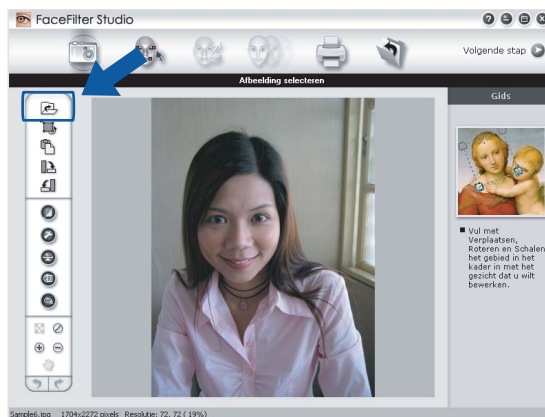 FaceFilter Studio
Volgende stap
Afbeelding selecteren
Gids
Vul met
Verplaatsen,
Roteren en Schalen
het gebied in het
kader in met het
gezicht dat u wilt
bewerken.
Sample6.jpg 1704x2272 pixels Resolutie: 72, 72 ( 19%)